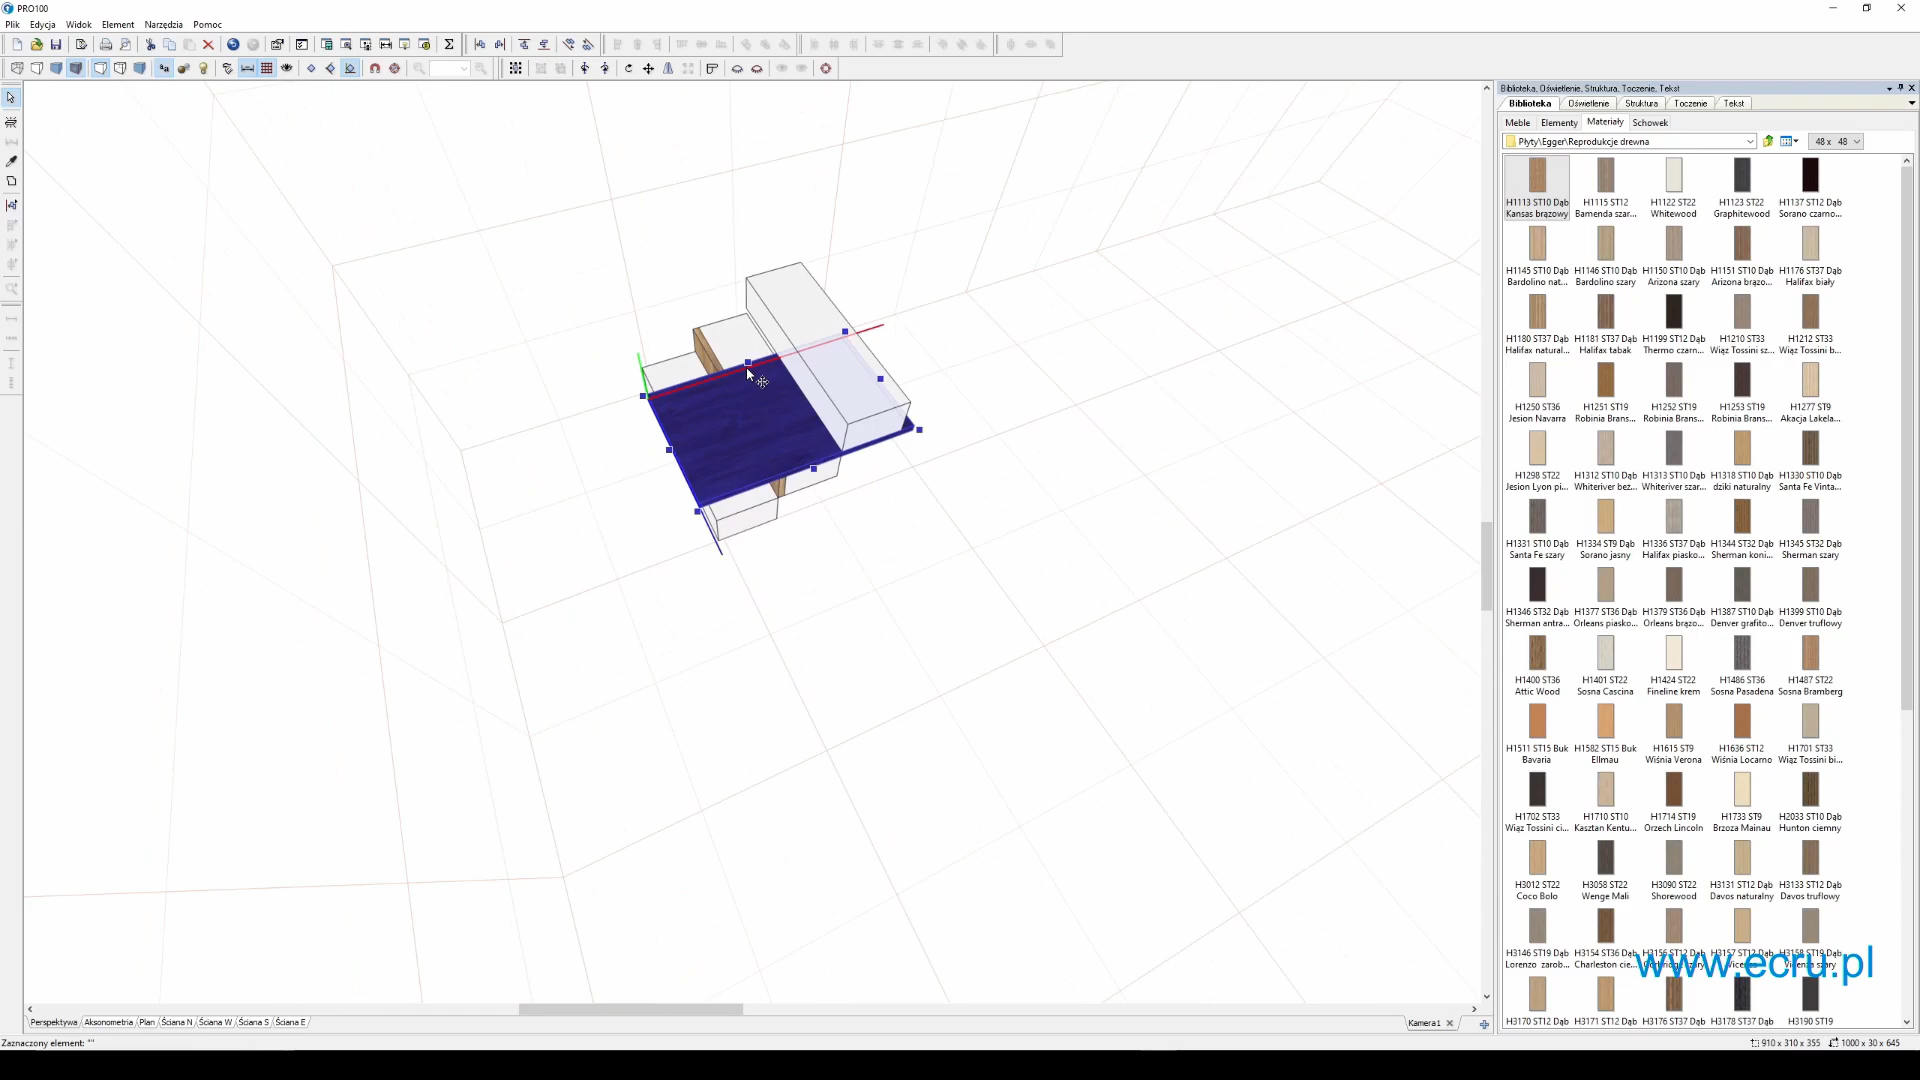 PRO100
Plik Edycja Widok Element Narzędzia Pomoc
Biblioteka, Oświetlenie, Struktura, Toczenie, Tekst
Biblioteka Oświetlenie Struktura Toczenie Tekst
Meble Elementy Materiały Schowek
Płyty\Egger\Reprodukcje drewna 48 x 48
H1113 ST10 Dąb H1115 ST12 H1122 ST22 H1123 ST22 H1137 ST12 Dąb
Kansas brązowy Bamenda szar... Whitewood Graphitewood Sorano czarno...
H1145 ST10 Dąb H1146 ST10 Dąb H1150 ST10 Dąb H1151 ST10 Dąb H1176 ST37 Dąb
Bardolino nat... Bardolino szary Arizona szary Arizona brązo... Halifax biały
H1180 ST37 Dąb H1181 ST37 Dąb H1199 ST12 Dąb H1210 ST33 H1212 ST33
Halifax natural... Halifax tabak Thermo czarn... Wiąz Tossini sz... Wiąz Tossini b...
H1250 ST36 H1251 ST19 H1252 ST19 H1253 ST19 H1277 ST9
Jesion Navarra Robinia Brans... Robinia Brans... Robinia Brans... Akacja Lakela...
H1298 ST22 H1312 ST10 Dąb H1313 ST10 Dąb H1318 ST10 Dąb H1330 ST10 Dąb
Jesion Lyon pi... Whiteriver bez... Whiteriver szar... dziki naturalny Santa Fe Vinta...
H1331 ST10 Dąb H1334 ST9 Dąb H1336 ST37 Dąb H1344 ST32 Dąb H1345 ST32 Dąb
Santa Fe szary Sorano jasny Halifax piasko... Sherman koni... Sherman szary
H1346 ST32 Dąb H1377 ST36 Dąb H1379 ST36 Dąb H1387 ST10 Dąb H1399 ST10 Dąb
Sherman antra... Orleans piasko... Orleans brązo... Denver grafito... Denver truflowy
H1400 ST36 H1401 ST22 H1424 ST22 H1486 ST36 H1487 ST22
Attic Wood Sosna Cascina Fineline krem Sosna Pasadena Sosna Bramberg
H1511 ST15 Buk H1582 ST15 Buk H1615 ST9 H1636 ST12 H1701 ST33
Bavaria Ellmau Wiśnia Verona Wiśnia Locarno Wiąz Tossini bi...
H1702 ST33 H1710 ST10 H1714 ST19 H1733 ST9 H2033 ST10 Dąb
Wiąz Tossini ci... Kasztan Kentu... Orzech Lincoln Brzoza Mainau Hunton ciemny
H3012 ST22 H3058 ST22 H3090 ST22 H3131 ST12 Dąb H3133 ST12 Dąb
Coco Bolo Wenge Mali Shorewood Davos naturalny Davos truflowy
H3146 ST19 Dąb H3154 ST36 Dąb H3156 ST12 Dąb H3157 ST12 Dąb H3158 ST19 Dąb
Lorenzo zarob... Charleston cie...
www.ecru.pl
H3170 ST12 Dąb H3171 ST12 Dąb H3176 ST37 Dąb H3178 ST37 Dąb H3190 ST19
Perspektywa Aksonometria Plan Ściana N Ściana W Ściana S Ściana E Kamera1
Zaznaczony element: "" 910 x 310 x 355 1000 x 30 x 645